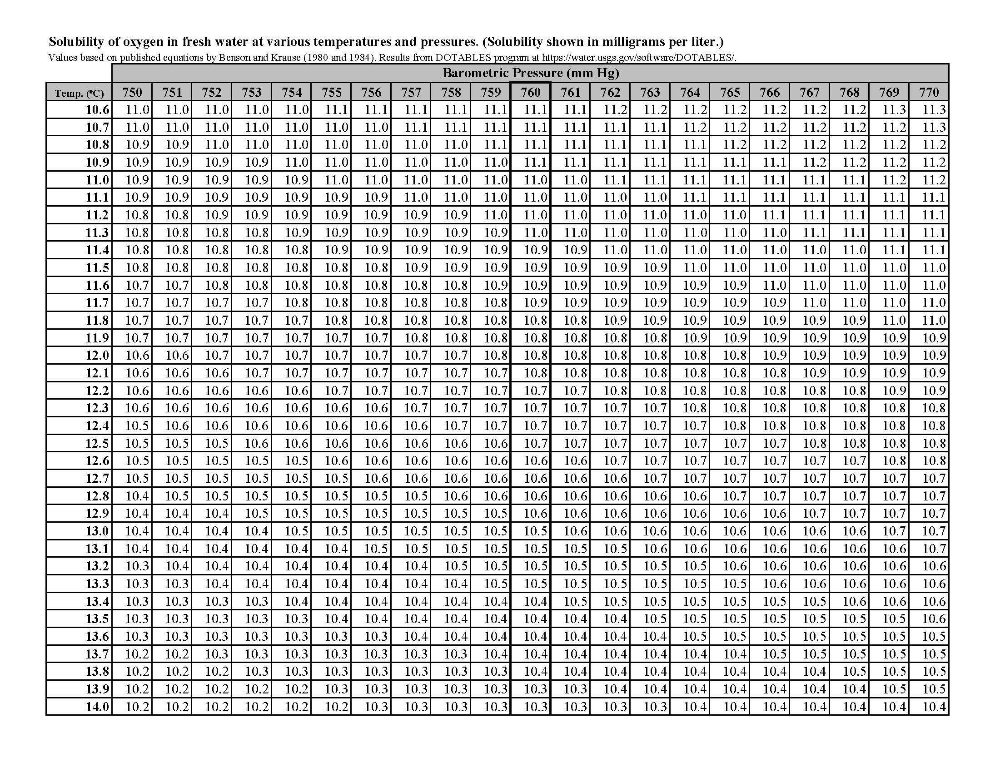 Solubility of oxygen in fresh water at various temperatures and pressures. (Solubility shown in milligrams per liter.)
Values based on published equations by Benson and Krause (1980 and 1984). Results from DOTABLES program at https://water.usgs.gov/software/DOTABLES/.
Barometric Pressure (mm Hg)
Temp. (ºC) 750 751 752 753 754 755 756 757 758 759 760 761 762 763 764 765 766 767 768 769 770
10.6 11.0 11.0 11.0 11.0 11.0 11.1 11.1 11.1 11.1 11.1 11.1 11.1 11.2 11.2 11.2 11.2 11.2 11.2 11.2 11.3 11.3
10.7 11.0 11.0 11.0 11.0 11.0 11.0 11.0 11.1 11.1 11.1 11.1 11.1 11.1 11.1 11.2 11.2 11.2 11.2 11.2 11.2 11.3
10.8 10.9 10.9 11.0 11.0 11.0 11.0 11.0 11.0 11.0 11.1 11.1 11.1 11.1 11.1 11.1 11.2 11.2 11.2 11.2 11.2 11.2
10.9 10.9 10.9 10.9 10.9 11.0 11.0 11.0 11.0 11.0 11.0 11.1 11.1 11.1 11.1 11.1 11.1 11.1 11.2 11.2 11.2 11.2
11.0 10.9 10.9 10.9 10.9 10.9 11.0 11.0 11.0 11.0 11.0 11.0 11.0 11.1 11.1 11.1 11.1 11.1 11.1 11.1 11.2 11.2
11.1 10.9 10.9 10.9 10.9 10.9 10.9 10.9 11.0 11.0 11.0 11.0 11.0 11.0 11.0 11.1 11.1 11.1 11.1 11.1 11.1 11.1
11.2 10.8 10.8 10.9 10.9 10.9 10.9 10.9 10.9 10.9 11.0 11.0 11.0 11.0 11.0 11.0 11.0 11.1 11.1 11.1 11.1 11.1
11.3 10.8 10.8 10.8 10.8 10.9 10.9 10.9 10.9 10.9 10.9 11.0 11.0 11.0 11.0 11.0 11.0 11.0 11.1 11.1 11.1 11.1
11.4 10.8 10.8 10.8 10.8 10.8 10.9 10.9 10.9 10.9 10.9 10.9 10.9 11.0 11.0 11.0 11.0 11.0 11.0 11.0 11.1 11.1
11.5 10.8 10.8 10.8 10.8 10.8 10.8 10.8 10.9 10.9 10.9 10.9 10.9 10.9 10.9 11.0 11.0 11.0 11.0 11.0 11.0 11.0
11.6 10.7 10.7 10.8 10.8 10.8 10.8 10.8 10.8 10.8 10.9 10.9 10.9 10.9 10.9 10.9 10.9 11.0 11.0 11.0 11.0 11.0
11.7 10.7 10.7 10.7 10.7 10.8 10.8 10.8 10.8 10.8 10.8 10.9 10.9 10.9 10.9 10.9 10.9 10.9 11.0 11.0 11.0 11.0
11.8 10.7 10.7 10.7 10.7 10.7 10.8 10.8 10.8 10.8 10.8 10.8 10.8 10.9 10.9 10.9 10.9 10.9 10.9 10.9 11.0 11.0
11.9 10.7 10.7 10.7 10.7 10.7 10.7 10.7 10.8 10.8 10.8 10.8 10.8 10.8 10.8 10.9 10.9 10.9 10.9 10.9 10.9 10.9
12.0 10.6 10.6 10.7 10.7 10.7 10.7 10.7 10.7 10.7 10.8 10.8 10.8 10.8 10.8 10.8 10.8 10.9 10.9 10.9 10.9 10.9
12.1 10.6 10.6 10.6 10.7 10.7 10.7 10.7 10.7 10.7 10.7 10.8 10.8 10.8 10.8 10.8 10.8 10.8 10.9 10.9 10.9 10.9
12.2 10.6 10.6 10.6 10.6 10.6 10.7 10.7 10.7 10.7 10.7 10.7 10.7 10.8 10.8 10.8 10.8 10.8 10.8 10.8 10.9 10.9
12.3 10.6 10.6 10.6 10.6 10.6 10.6 10.6 10.7 10.7 10.7 10.7 10.7 10.7 10.7 10.8 10.8 10.8 10.8 10.8 10.8 10.8
12.4 10.5 10.6 10.6 10.6 10.6 10.6 10.6 10.6 10.7 10.7 10.7 10.7 10.7 10.7 10.7 10.8 10.8 10.8 10.8 10.8 10.8
12.5 10.5 10.5 10.5 10.6 10.6 10.6 10.6 10.6 10.6 10.6 10.7 10.7 10.7 10.7 10.7 10.7 10.7 10.8 10.8 10.8 10.8
12.6 10.5 10.5 10.5 10.5 10.5 10.6 10.6 10.6 10.6 10.6 10.6 10.6 10.7 10.7 10.7 10.7 10.7 10.7 10.7 10.8 10.8
12.7 10.5 10.5 10.5 10.5 10.5 10.5 10.6 10.6 10.6 10.6 10.6 10.6 10.6 10.7 10.7 10.7 10.7 10.7 10.7 10.7 10.7
12.8 10.4 10.5 10.5 10.5 10.5 10.5 10.5 10.5 10.6 10.6 10.6 10.6 10.6 10.6 10.6 10.7 10.7 10.7 10.7 10.7 10.7
12.9 10.4 10.4 10.4 10.5 10.5 10.5 10.5 10.5 10.5 10.5 10.6 10.6 10.6 10.6 10.6 10.6 10.6 10.7 10.7 10.7 10.7
13.0 10.4 10.4 10.4 10.4 10.5 10.5 10.5 10.5 10.5 10.5 10.5 10.6 10.6 10.6 10.6 10.6 10.6 10.6 10.6 10.7 10.7
13.1 10.4 10.4 10.4 10.4 10.4 10.4 10.5 10.5 10.5 10.5 10.5 10.5 10.5 10.6 10.6 10.6 10.6 10.6 10.6 10.6 10.7
13.2 10.3 10.4 10.4 10.4 10.4 10.4 10.4 10.4 10.5 10.5 10.5 10.5 10.5 10.5 10.5 10.6 10.6 10.6 10.6 10.6 10.6
13.3 10.3 10.3 10.4 10.4 10.4 10.4 10.4 10.4 10.4 10.5 10.5 10.5 10.5 10.5 10.5 10.5 10.6 10.6 10.6 10.6 10.6
13.4 10.3 10.3 10.3 10.3 10.4 10.4 10.4 10.4 10.4 10.4 10.4 10.5 10.5 10.5 10.5 10.5 10.5 10.5 10.6 10.6 10.6
13.5 10.3 10.3 10.3 10.3 10.3 10.4 10.4 10.4 10.4 10.4 10.4 10.4 10.4 10.5 10.5 10.5 10.5 10.5 10.5 10.5 10.6
13.6 10.3 10.3 10.3 10.3 10.3 10.3 10.3 10.4 10.4 10.4 10.4 10.4 10.4 10.4 10.5 10.5 10.5 10.5 10.5 10.5 10.5
13.7 10.2 10.2 10.3 10.3 10.3 10.3 10.3 10.3 10.3 10.4 10.4 10.4 10.4 10.4 10.4 10.4 10.5 10.5 10.5 10.5 10.5
13.8 10.2 10.2 10.2 10.3 10.3 10.3 10.3 10.3 10.3 10.3 10.4 10.4 10.4 10.4 10.4 10.4 10.4 10.4 10.5 10.5 10.5
13.9 10.2 10.2 10.2 10.2 10.2 10.3 10.3 10.3 10.3 10.3 10.3 10.3 10.4 10.4 10.4 10.4 10.4 10.4 10.4 10.5 10.5
14.0 10.2 10.2 10.2 10.2 10.2 10.2 10.3 10.3 10.3 10.3 10.3 10.3 10.3 10.3 10.4 10.4 10.4 10.4 10.4 10.4 10.4